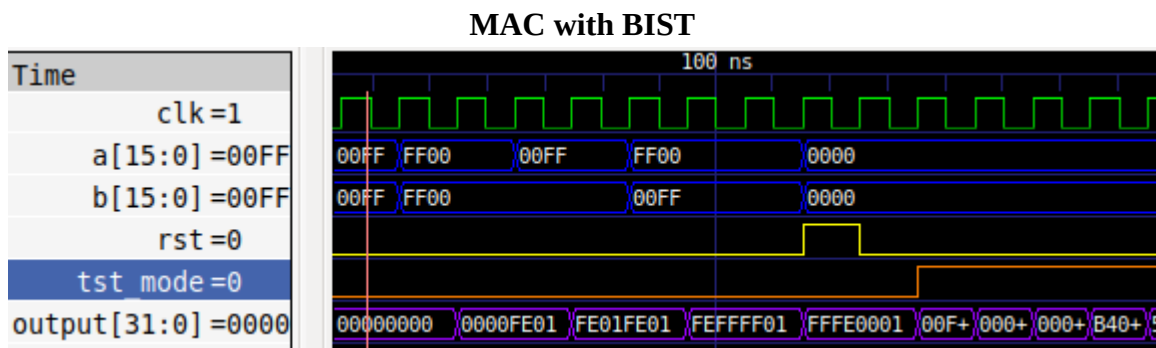 MAC with BIST
Time
100 ns
clk=1
a[15:0]=00FF 00FF FF00 00FF FF00 0000
b[15:0]=00FF 00FF FF00 00FF 0000
rst=0
tst_mode=0
output[31:0]=0000 00000000 0000FE01 FE01FE01 FEFFFF01 FFFE0001 00F+ 000+ 000+ B40+